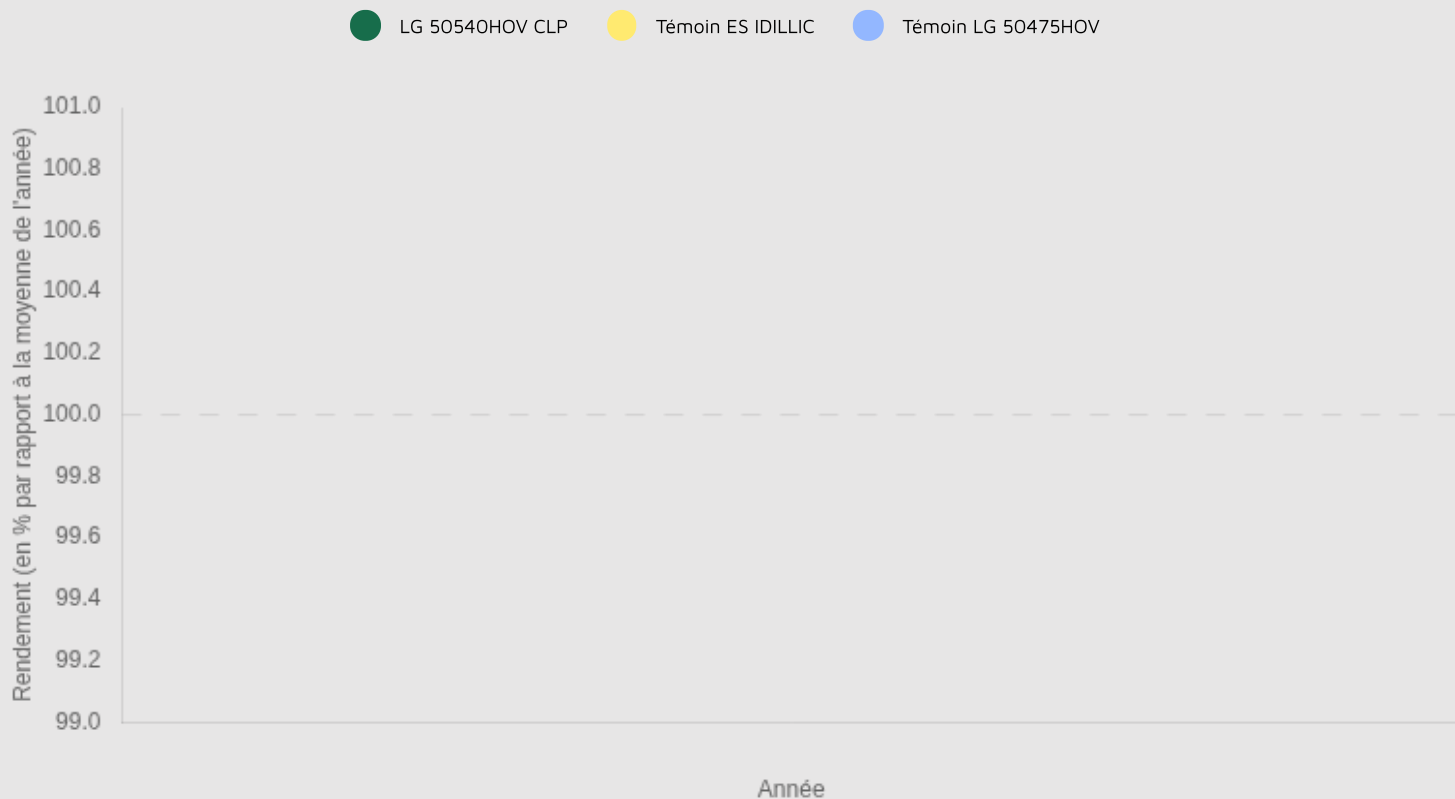 LG 50540HOV CLP
Témoin ES IDILLIC
Témoin LG 50475HOV
Rendement (en % par rapport à la moyenne de l'année)
101.0
100.8
100.6
100.4
100.2
100.0
99.8
99.6
99.4
99.2
99.0
Année